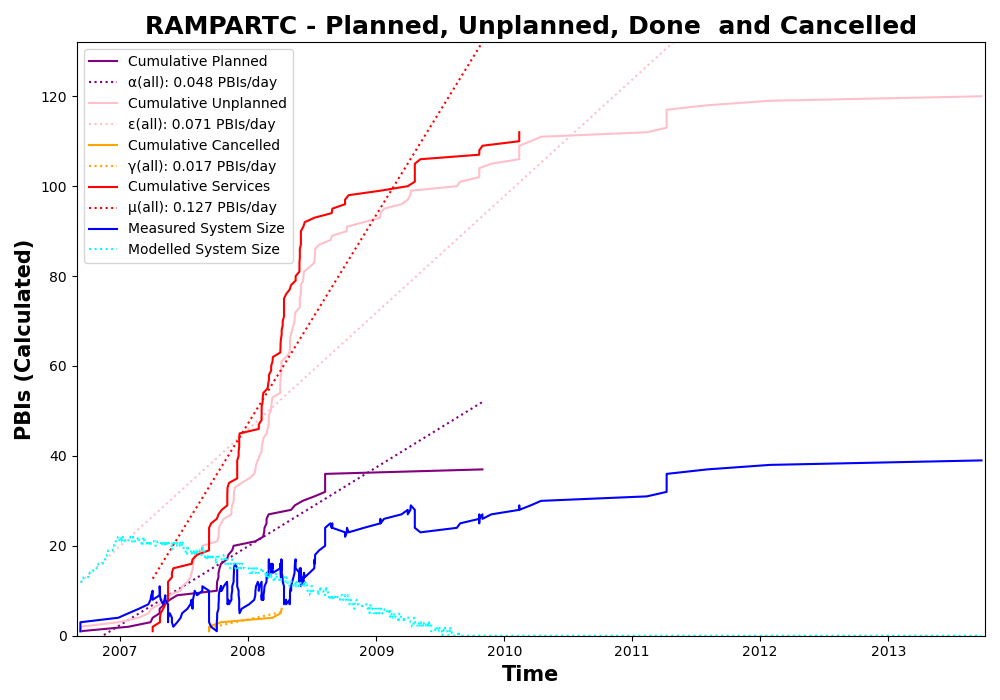 RAMPARTC - Planned, Unplanned, Done  and Cancelled
Cumulative Planned
α(all): 0.048 PBIs/day
Cumulative Unplanned
ε(all): 0.071 PBIs/day
Cumulative Cancelled
γ(all): 0.017 PBIs/day
Cumulative Services
μ(all): 0.127 PBIs/day
Measured System Size
Modelled System Size
PBIs (Calculated)
120
100
80
60
40
20
0
2007 2008 2009 2010 2011 2012 2013
Time